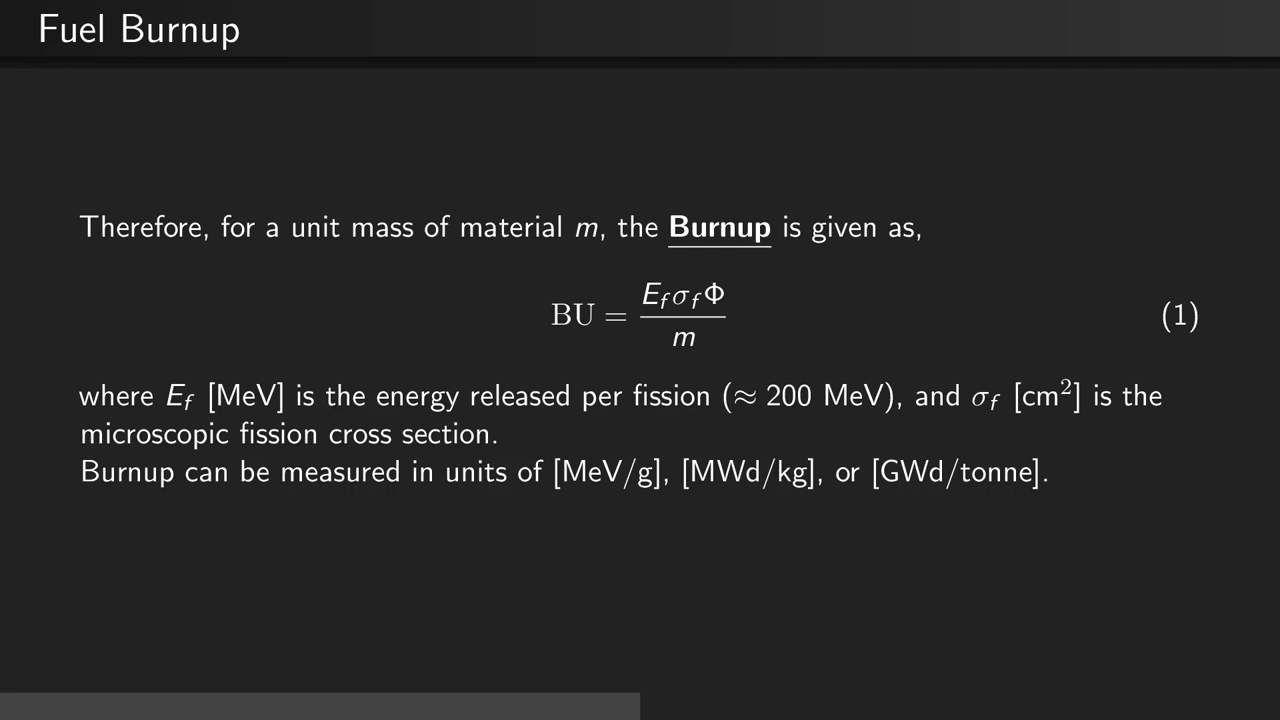 Fuel Burnup
Therefore, for a unit mass of material m, the Burnup is given as,
BU = E_f σ_f Φ / m (1)
where E_f [MeV] is the energy released per fission (≈ 200 MeV), and σ_f [cm²] is the
microscopic fission cross section.
Burnup can be measured in units of [MeV/g], [MWd/kg], or [GWd/tonne].